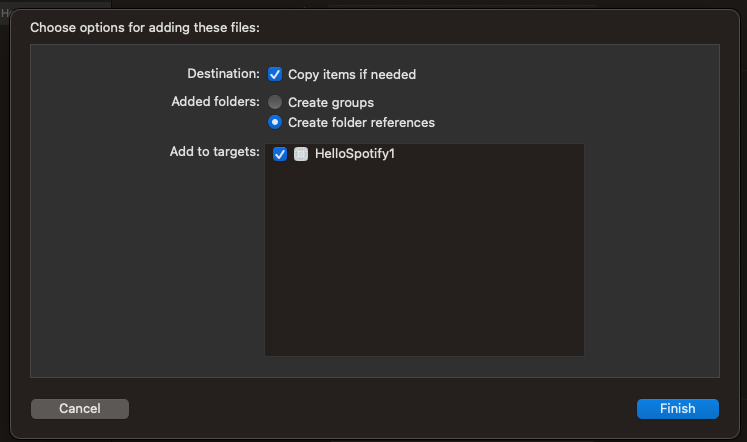 Choose options for adding these files:
Destination: Copy items if needed
Added folders: Create groups
Create folder references
Add to targets: HelloSpotify1
Cancel Finish